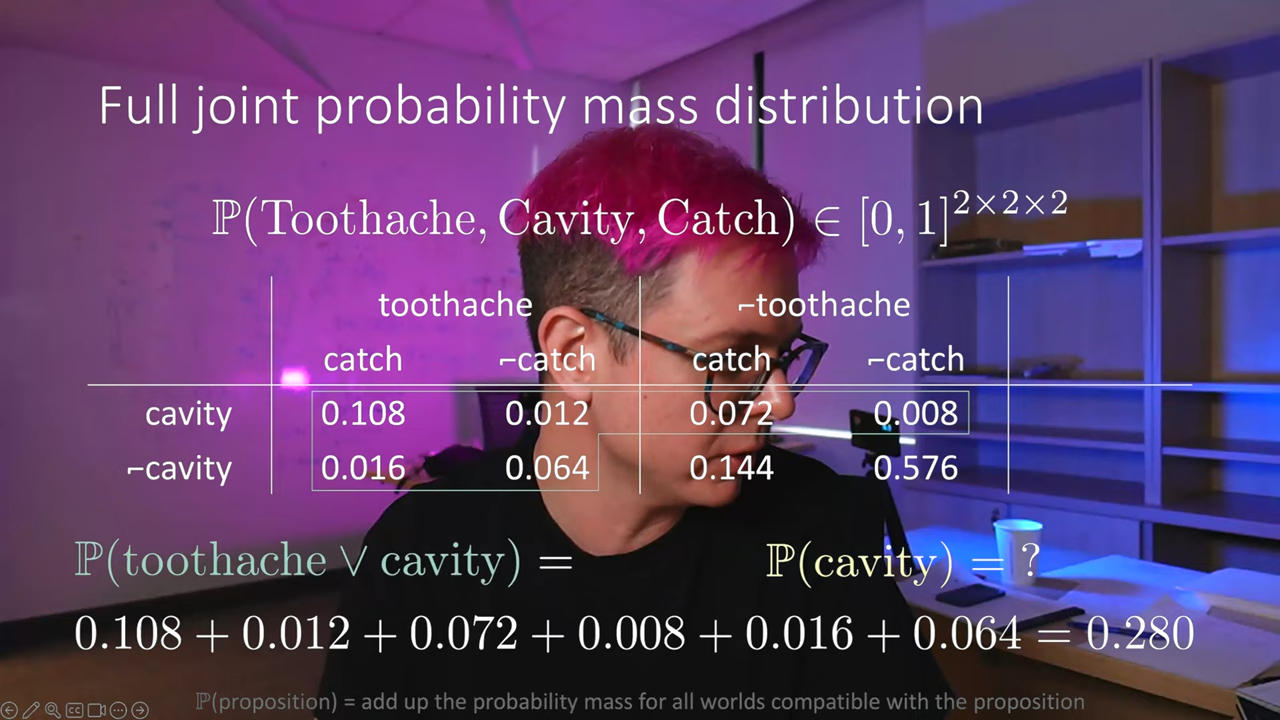 Full joint probability mass distribution
ℙ(Toothache, Cavity, Catch) ∈ [0, 1]^{2×2×2}
toothache ¬toothache
catch ¬catch catch ¬catch
cavity 0.108 0.012 0.072 0.008
¬cavity 0.016 0.064 0.144 0.576
ℙ(toothache ∨ cavity) = ℙ(cavity) = ?
0.108 + 0.012 + 0.072 + 0.008 + 0.016 + 0.064 = 0.280
ℙ(proposition) = add up the probability mass for all worlds compatible with the proposition